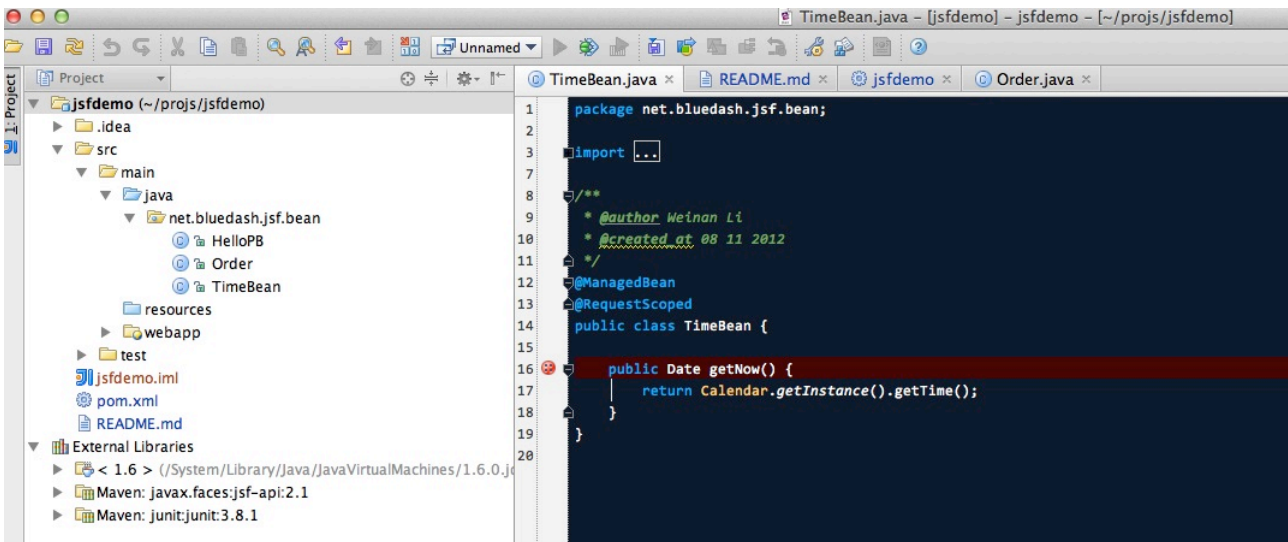 TimeBean.java - [jsfdemo] - jsfdemo - [~/projs/jsfdemo]
Unnamed
1: Project
Project
jsfdemo (~/projs/jsfdemo)
.idea
src
main
java
net.bluedash.jsf.bean
HelloPB
Order
TimeBean
resources
webapp
test
jsfdemo.iml
pom.xml
README.md
External Libraries
< 1.6 > (/System/Library/Java/JavaVirtualMachines/1.6.0.j
Maven: javax.faces:jsf-api:2.1
Maven: junit:junit:3.8.1
TimeBean.java README.md jsfdemo Order.java
1 package net.bluedash.jsf.bean;
2
3 import ...
7
8 /**
9 * @author Weinan Li
10 * @created_at 08 11 2012
11 */
12 @ManagedBean
13 @RequestScoped
14 public class TimeBean {
15
16 public Date getNow() {
17 return Calendar.getInstance().getTime();
18 }
19 }
20